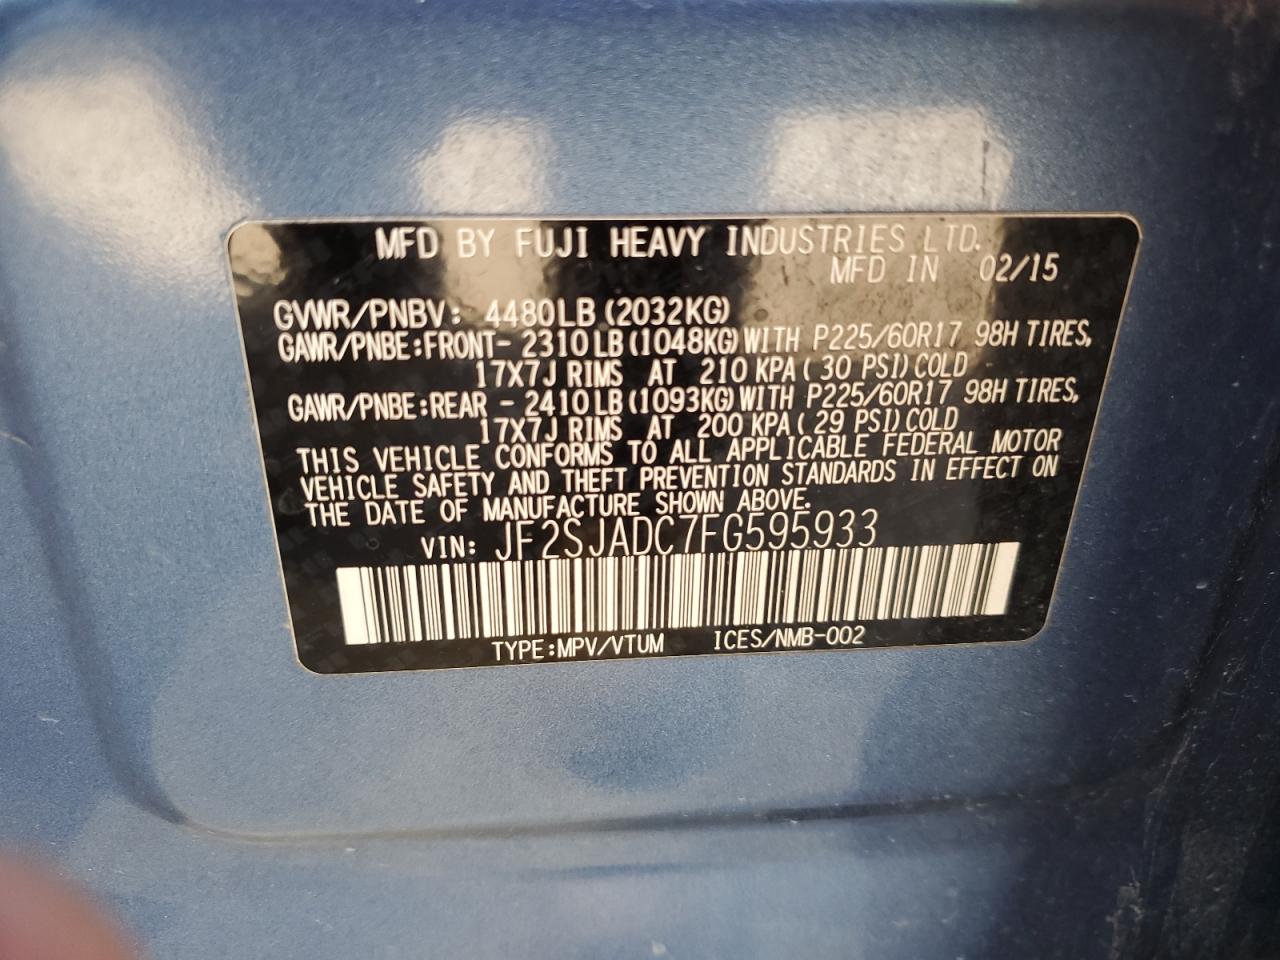 MFD BY FUJI HEAVY INDUSTRIES LTD.
MFD IN 02/15
GVWR/PNBV: 4480LB (2032KG)
GAWR/PNBE:FRONT- 2310LB (1048KG) WITH P225/60R17 98H TIRES,
17X7J RIMS AT 210 KPA ( 30 PSI) COLD
GAWR/PNBE:REAR - 2410LB (1093KG) WITH P225/60R17 98H TIRES,
17X7J RIMS AT 200 KPA ( 29 PSI) COLD
THIS VEHICLE CONFORMS TO ALL APPLICABLE FEDERAL MOTOR
VEHICLE SAFETY AND THEFT PREVENTION STANDARDS IN EFFECT ON
THE DATE OF MANUFACTURE SHOWN ABOVE.
VIN: JF2SJADC7FG595933
TYPE:MPV/VTUM ICES/NMB-002